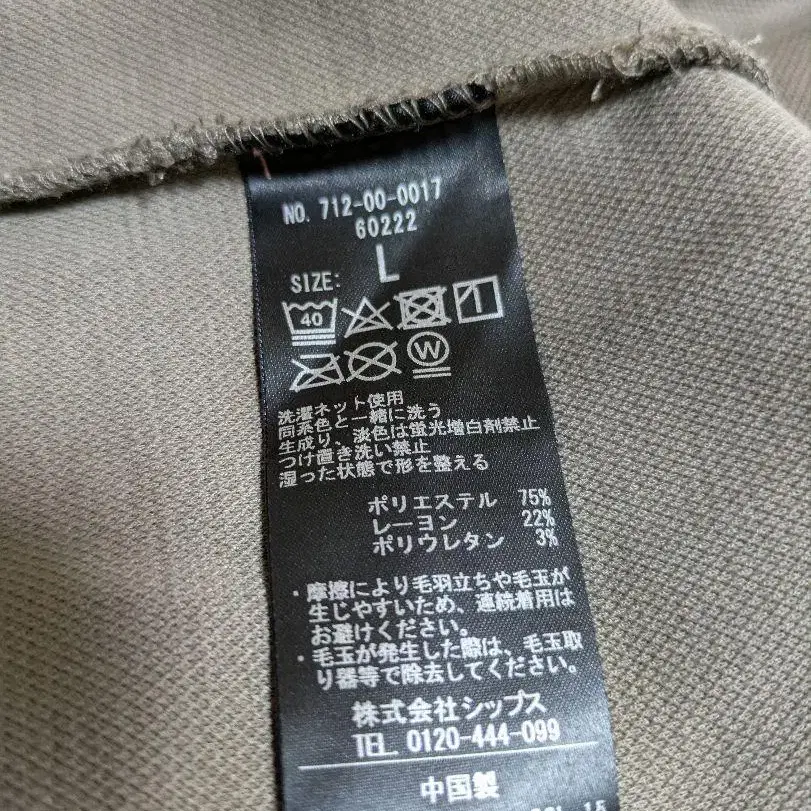 NO. 712-00-0017
60222
SIZE: L
40
W
洗濯ネット使用
同系色と一緒に洗う
生成り、淡色は蛍光増白剤禁止
つけ置き洗い禁止
湿った状態で形を整える
ポリエステル 75%
レーヨン 22%
ポリウレタン 3%
・摩擦により毛羽立ちや毛玉が
生じやすいため、連続着用は
お避けください。
・毛玉が発生した際は、毛玉取
り器等で除去してください。
株式会社シップス
TEL. 0120-444-099
中国製